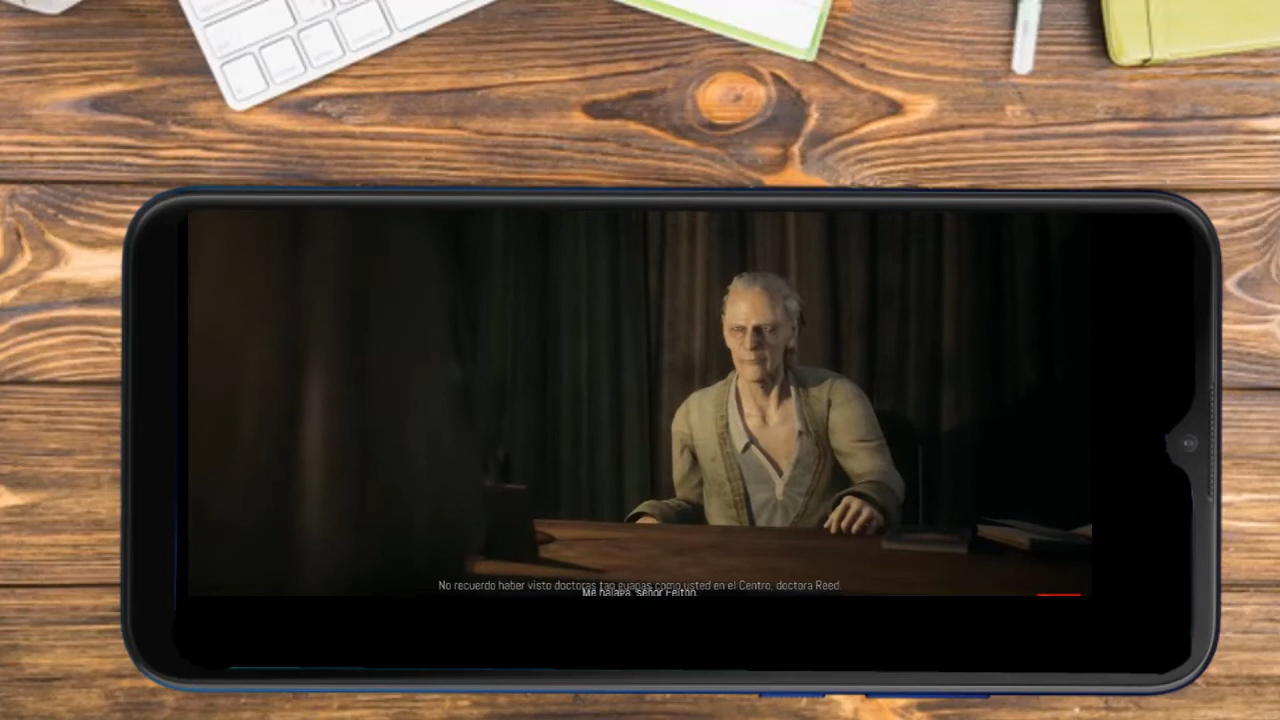 No recuerdo haber visto doctoras tan guapas como usted en el Centro, doctora Reed.
Me halaga, señor Felton.